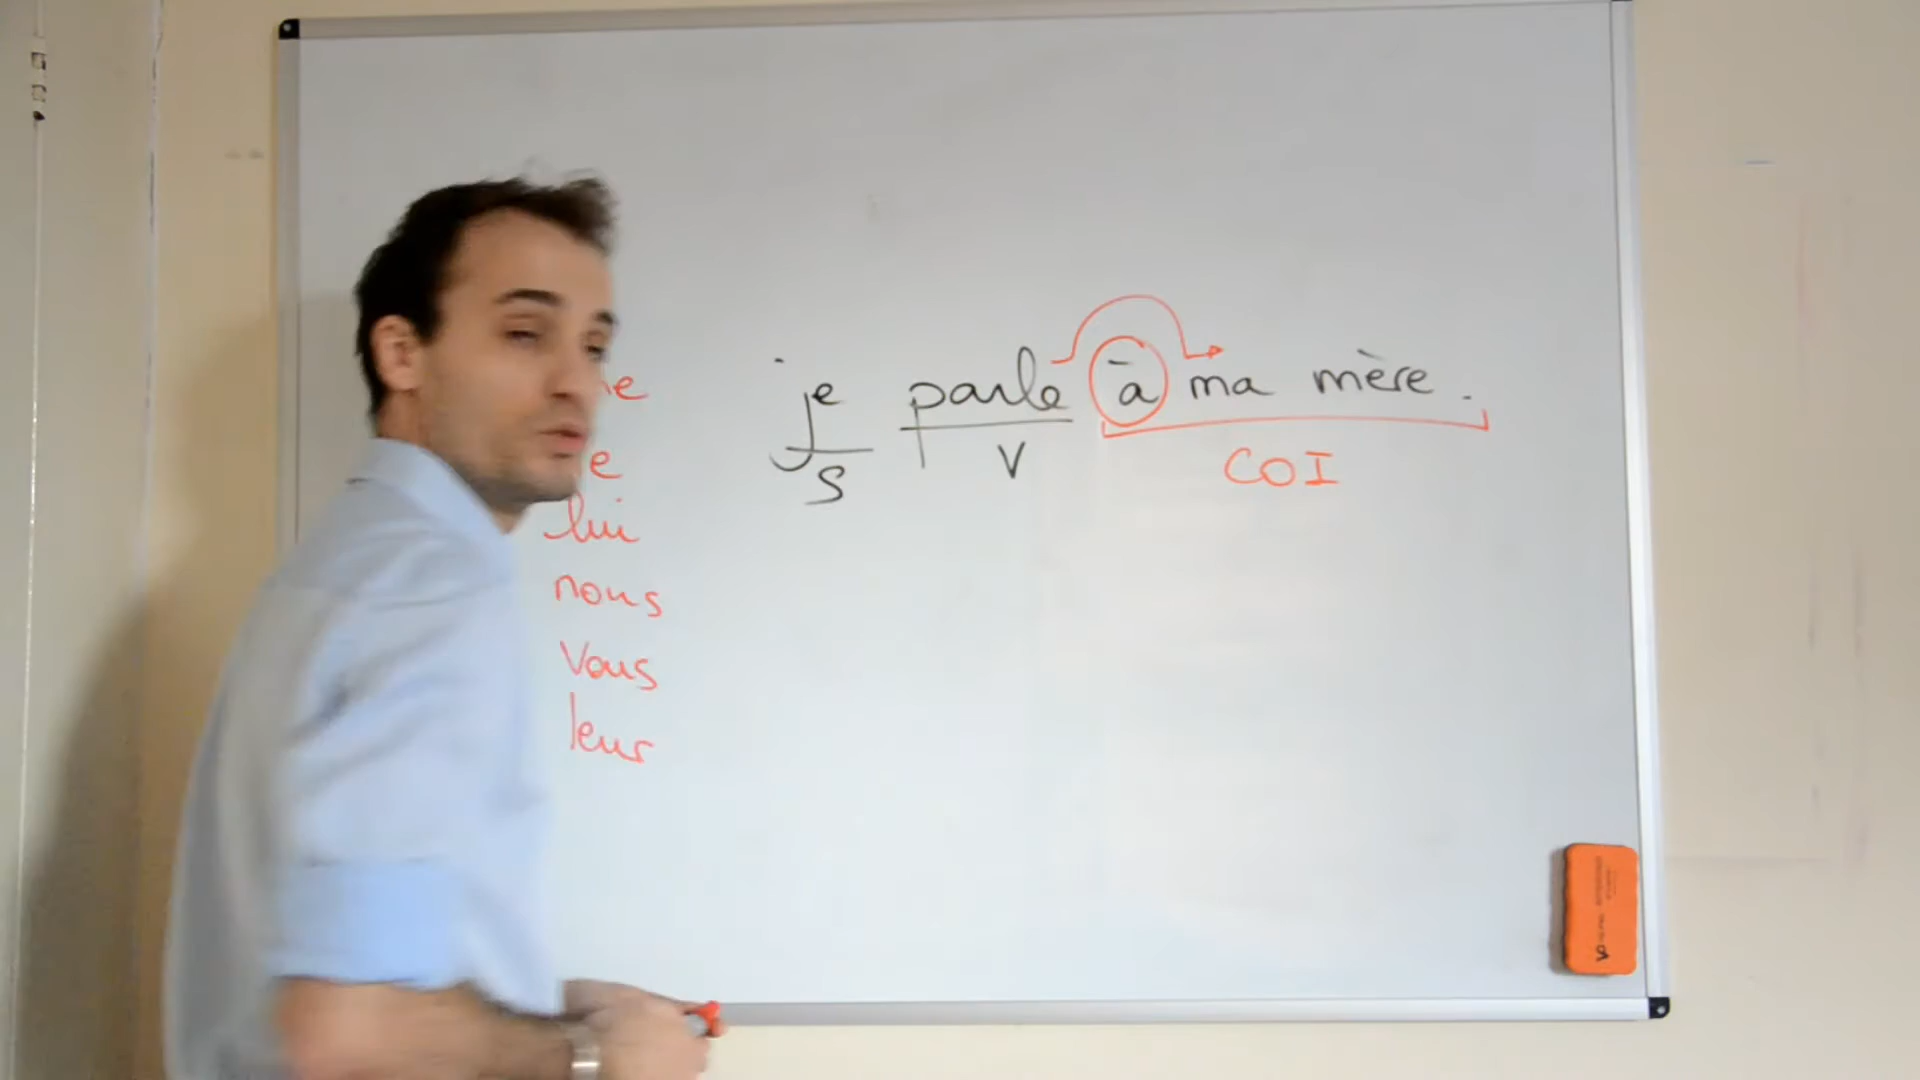 je parle à ma mère.
S V COI
lui
nous
vous
leur